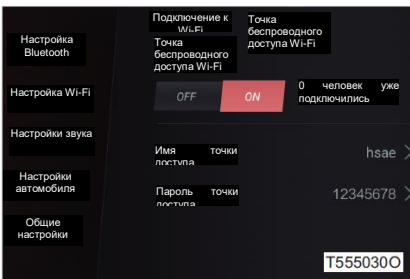 Настройка
Bluetooth
Настройка Wi-Fi
Настройки звука
Настройки
автомобиля
Общие
настройки
Подключение к
Wi-Fi
Точка
беспроводного
доступа Wi-Fi
Точка
беспроводного
доступа Wi-Fi
OFF
ON
0 человек уже
подключились
Имя точки
доступа
hsae
Пароль точки
доступа
12345678
T555030O